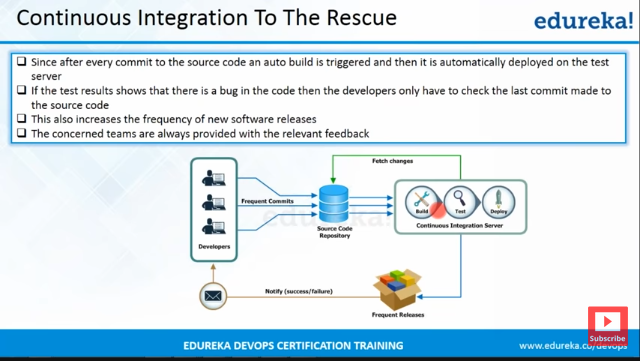 Continuous Integration To The Rescue
edureka!
Since after every commit to the source code an auto build is triggered and then it is automatically deployed on the test
server
If the test results shows that there is a bug in the code then the developers only have to check the last commit made to
the source code
This also increases the frequency of new software releases
The concerned teams are always provided with the relevant feedback
Fetch changes
Frequent Commits
edureka!
Build
Test
Deploy
Continuous Integration Server
Source Code
Repository
Developers
Notify (success/failure)
Frequent Releases
Subscribe
EDUREKA DEVOPS CERTIFICATION TRAINING
www.edureka.co/devops